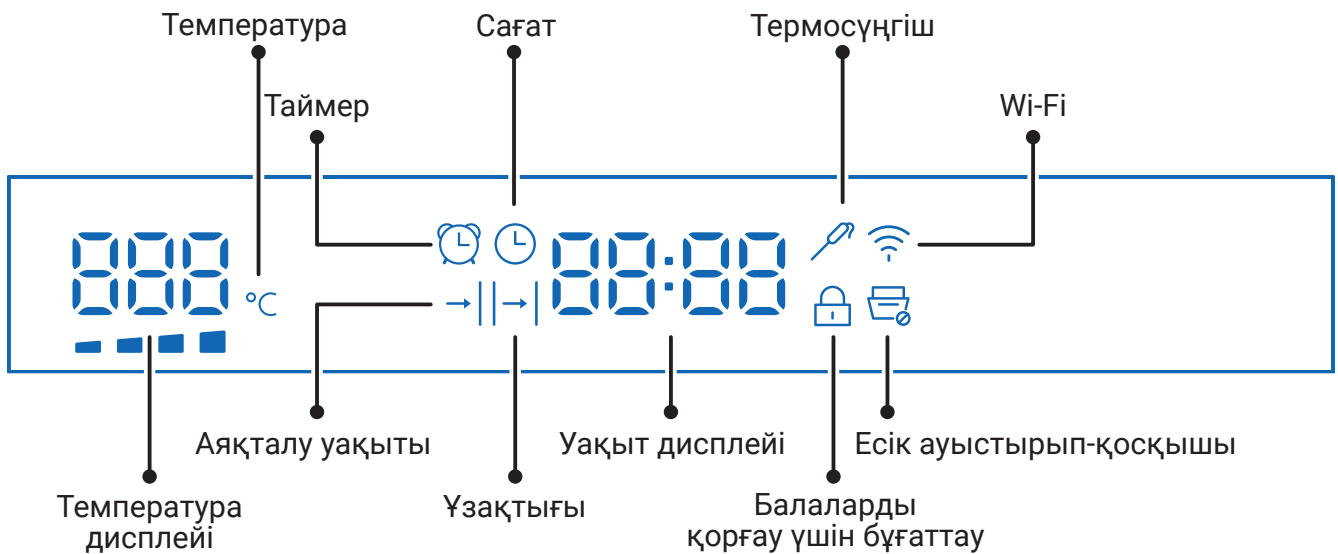 Температура
Сағат
Термосүңгіш
Таймер
Wi-Fi
888
88:88
°C
Аяқталу уақыты
Уақыт дисплейі
Есік ауыстырып-қосқышы
Температура
дисплейі
Ұзақтығы
Балаларды
қорғау үшін бұғаттау